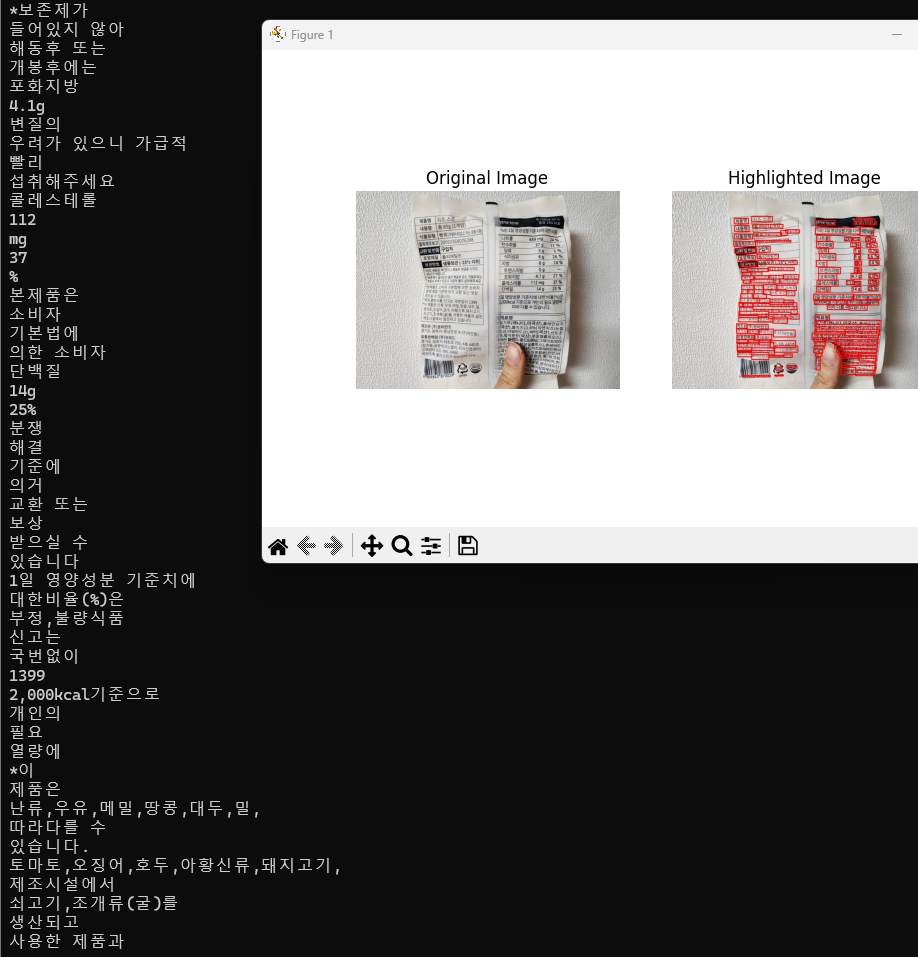 *보존제가
들어있지 않아
해동후 또는
개봉후에는
포화지방
4.1g
변질의
우려가 있으니 가급적
빨리
섭취해주세요
콜레스테롤
112
mg
37
%
본제품은
소비자
기본법에
의한 소비자
단백질
14g
25%
분쟁
해결
기준에
의거
교환 또는
보상
받으실 수
있습니다
1일 영양성분 기준치에
대한비율(%)은
부정,불량식품
신고는
국번없이
1399
2,000kcal기준으로
개인의
필요
열량에
*이
제품은
난류,우유,메밀,땅콩,대두,밀,
따라다를 수
있습니다.
토마토,오징어,호두,아황신류,돼지고기,
제조시설에서
쇠고기,조개류(굴)를
생산되고
사용한 제품과
Figure 1
Original Image
Highlighted Image